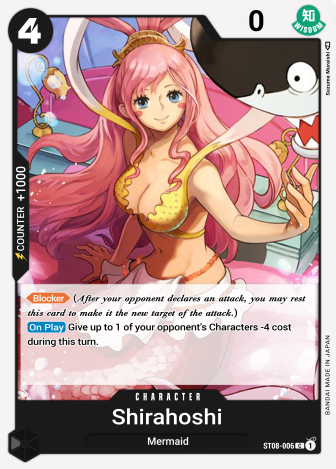 4
0
知
WISDOM
Suzume Murаishi
COUNTER +1000
Blocker (After your opponent declares an attack, you may rest
this card to make it the new target of the attack.)
On Play Give up to 1 of your opponent's Characters -4 cost
during this turn.
CHARACTER
Shirahoshi
Mermaid
ST08-006 C 1
BANDAI MADE IN JAPAN